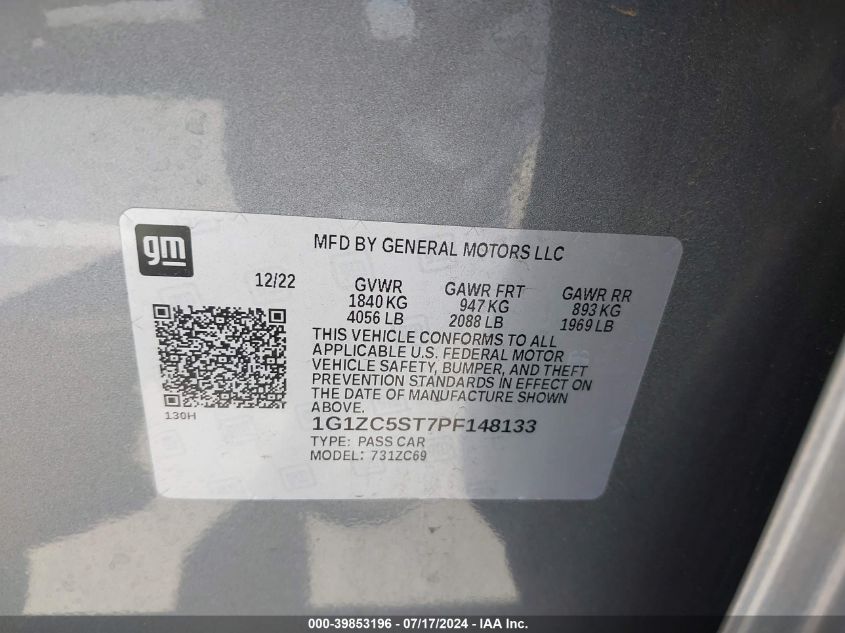 gm
MFD BY GENERAL MOTORS LLC
12/22 GVWR GAWR FRT GAWR RR
1840 KG 947 KG 893 KG
4056 LB 2088 LB 1969 LB
THIS VEHICLE CONFORMS TO ALL
APPLICABLE U.S. FEDERAL MOTOR
VEHICLE SAFETY, BUMPER, AND THEFT
PREVENTION STANDARDS IN EFFECT ON
THE DATE OF MANUFACTURE SHOWN
ABOVE.
130H
1G1ZC5ST7PF148133
TYPE: PASS CAR
MODEL: 731ZC69
000-39853196 - 07/17/2024 - IAA Inc.